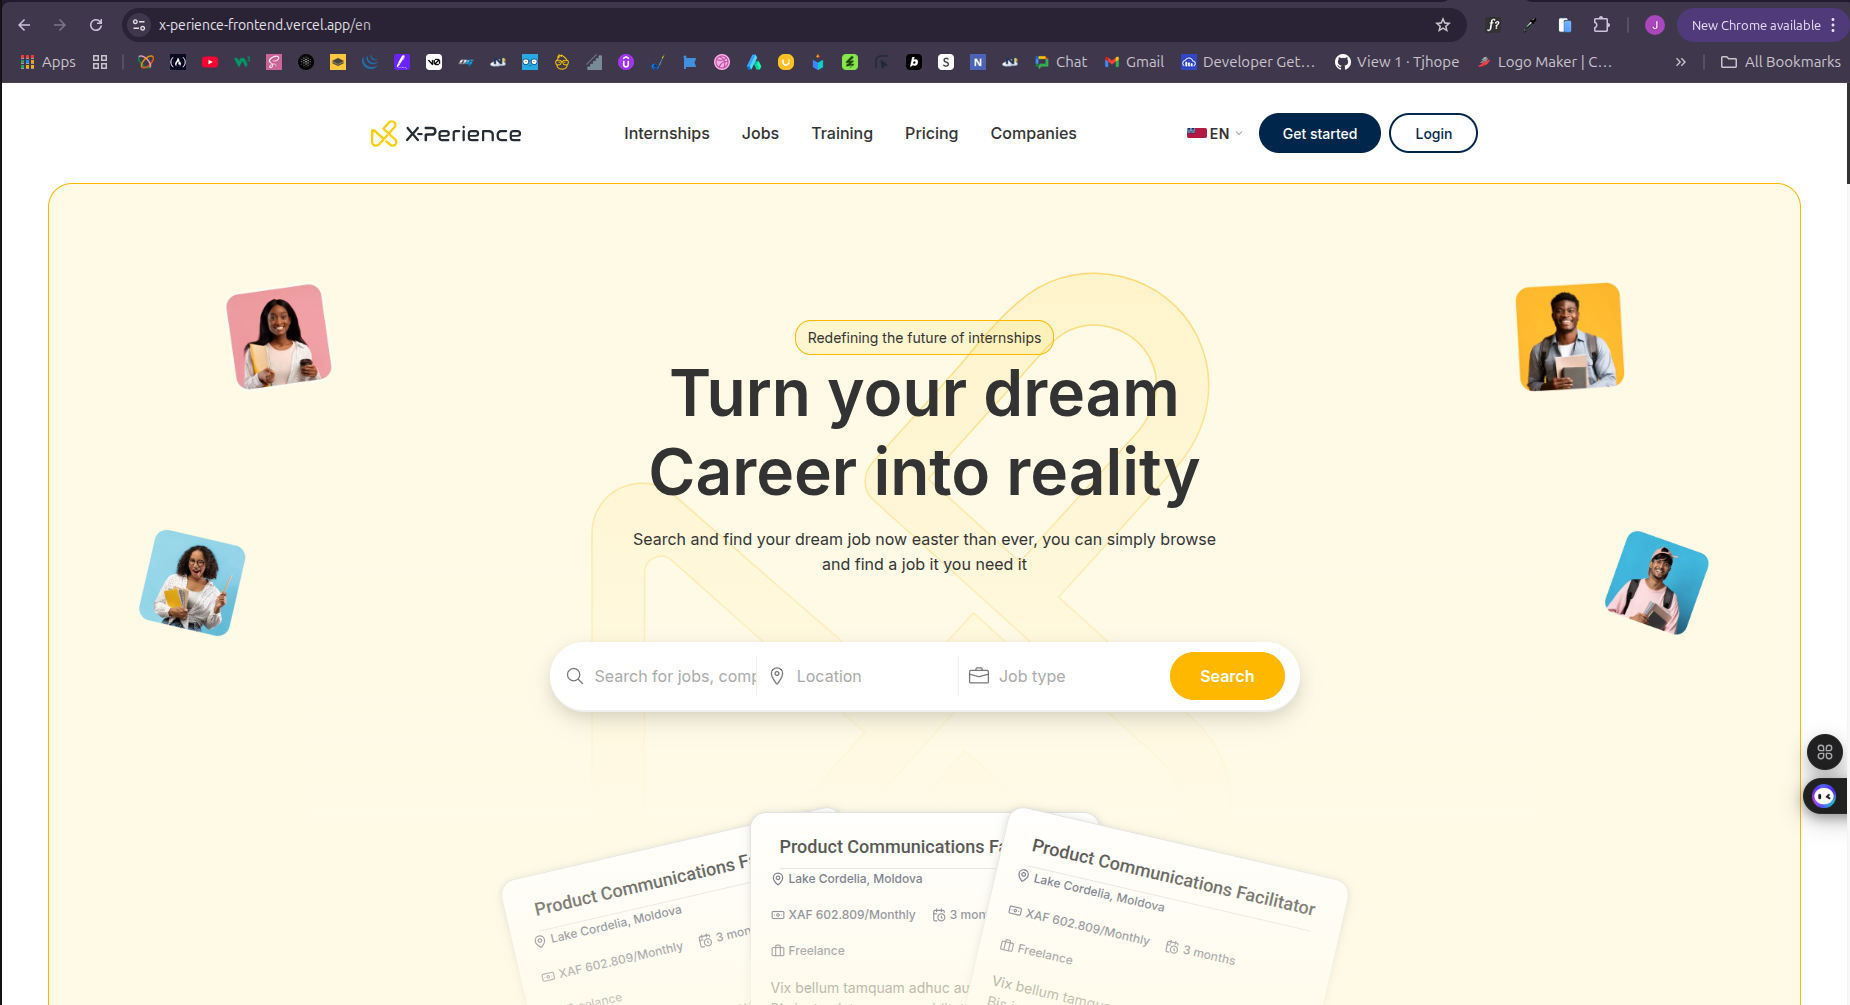 x-perience-frontend.vercel.app/en
New Chrome available
Apps
Chat
Gmail
Developer Get...
View 1 · Tjhope
Logo Maker | C...
All Bookmarks
X-Perience
Internships
Jobs
Training
Pricing
Companies
EN
Get started
Login
Redefining the future of internships
Turn your dream
Career into reality
Search and find your dream job now easter than ever, you can simply browse
and find a job it you need it
Search for jobs, comp
Location
Job type
Search
Product Communications Fa
Lake Cordelia, Moldova
XAF 602.809/Monthly
3 mon
Freelance
Product Communications Fa
Lake Cordelia, Moldova
XAF 602.809/Monthly
3 mon
Freelance
Vix bellum tamquam adhuc au
Product Communications Facilitator
Lake Cordelia, Moldova
XAF 602.809/Monthly
3 months
Freelance
Vix bellum tamqu